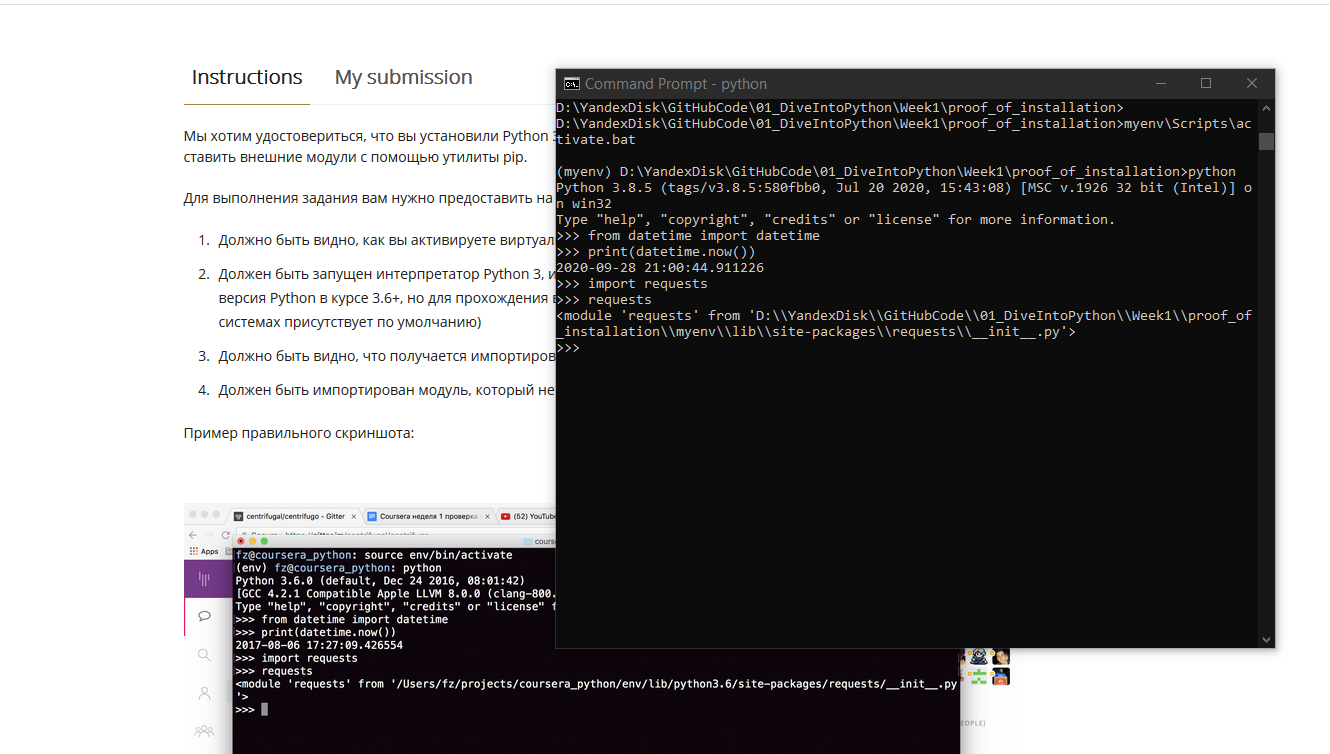 Instructions
My submission
Мы хотим удостовериться, что вы установили Python
ставить внешние модули с помощью утилиты pip.
Для выполнения задания вам нужно предоставить на
1. Должно быть видно, как вы активируете виртуал
2. Должен быть запущен интерпретатор Python 3, и
версия Python в курсе 3.6+, но для прохождения
системах присутствует по умолчанию)
3. Должно быть видно, что получается импортиров
4. Должен быть импортирован модуль, который не
Пример правильного скриншота:
Command Prompt - python
D:\YandexDisk\GitHubCode\01_DiveIntoPython\Week1\proof_of_installation>
D:\YandexDisk\GitHubCode\01_DiveIntoPython\Week1\proof_of_installation>myenv\Scripts\ac
tivate.bat
(myenv) D:\YandexDisk\GitHubCode\01_DiveIntoPython\Week1\proof_of_installation>python
Python 3.8.5 (tags/v3.8.5:580fbb0, Jul 20 2020, 15:43:08) [MSC v.1926 32 bit (Intel)] o
n win32
Type "help", "copyright", "credits" or "license" for more information.
>>> from datetime import datetime
>>> print(datetime.now())
2020-09-28 21:00:44.911226
>>> import requests
>>> requests
<module 'requests' from 'D:\\YandexDisk\\GitHubCode\\01_DiveIntoPython\\Week1\\proof_of
_installation\\myenv\\lib\\site-packages\\requests\\__init__.py'>
>>>
centrifugal/centrifugo - Gitter
Coursera неделя 1 проверка
(52) YouTube
Apps
cours
fz@coursera_python: source env/bin/activate
(env) fz@coursera_python: python
Python 3.6.0 (default, Dec 24 2016, 08:01:42)
[GCC 4.2.1 Compatible Apple LLVM 8.0.0 (clang-800.
Type "help", "copyright", "credits" or "license" f
>>> from datetime import datetime
>>> print(datetime.now())
2017-08-06 17:27:09.426554
>>> import requests
>>> requests
<module 'requests' from '/Users/fz/projects/coursera_python/env/lib/python3.6/site-packages/requests/__init__.py
'>
>>>
EOPLE)